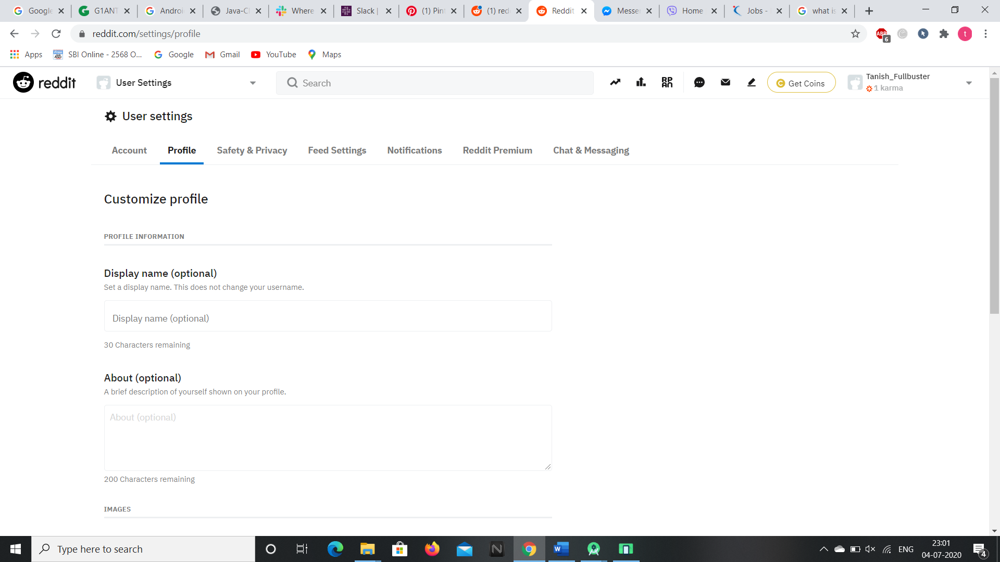 Google
G1ANT
Androi
Java-Cl
Where
Slack |
(1) Pin
(1) red
Reddit
Messe
Home
Jobs -
what is
reddit.com/settings/profile
ABP
6
t
Apps
SBI Online - 2568 O...
Google
Gmail
YouTube
Maps
reddit
User Settings
Search
RPAN
C Get Coins
Tanish_Fullbuster
1 karma
User settings
Account
Profile
Safety & Privacy
Feed Settings
Notifications
Reddit Premium
Chat & Messaging
Customize profile
PROFILE INFORMATION
Display name (optional)
Set a display name. This does not change your username.
Display name (optional)
30 Characters remaining
About (optional)
A brief description of yourself shown on your profile.
About (optional)
200 Characters remaining
IMAGES
Type here to search
ENG
23:01
04-07-2020
4